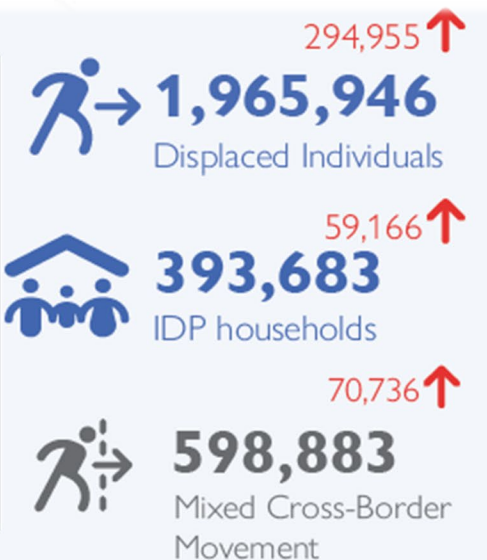 294,955
1,965,946
Displaced Individuals
59,166
393,683
IDP households
70,736
598,883
Mixed Cross-Border
Movement